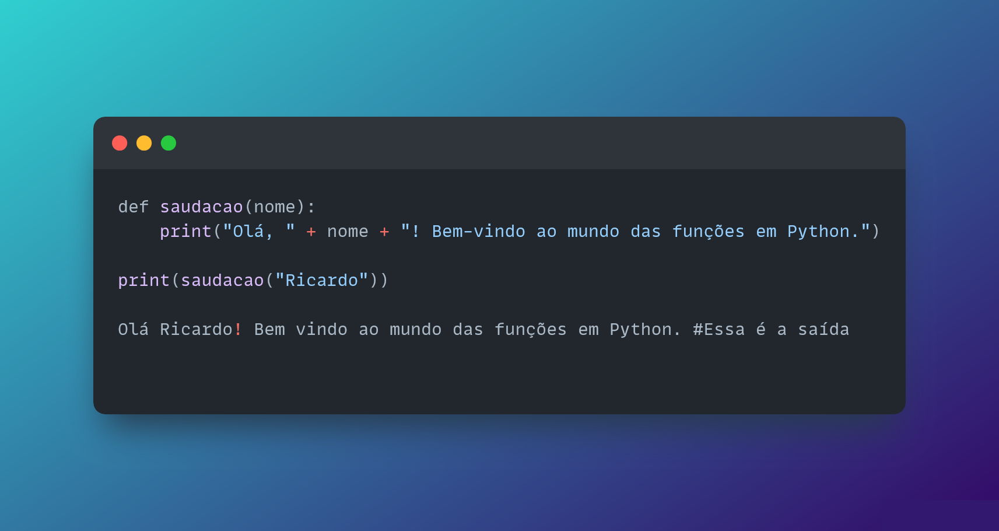 def saudacao(nome):
    print("Olá, " + nome + "! Bem-vindo ao mundo das funções em Python.")
print(saudacao("Ricardo"))
Olá Ricardo! Bem vindo ao mundo das funções em Python. #Essa é a saída